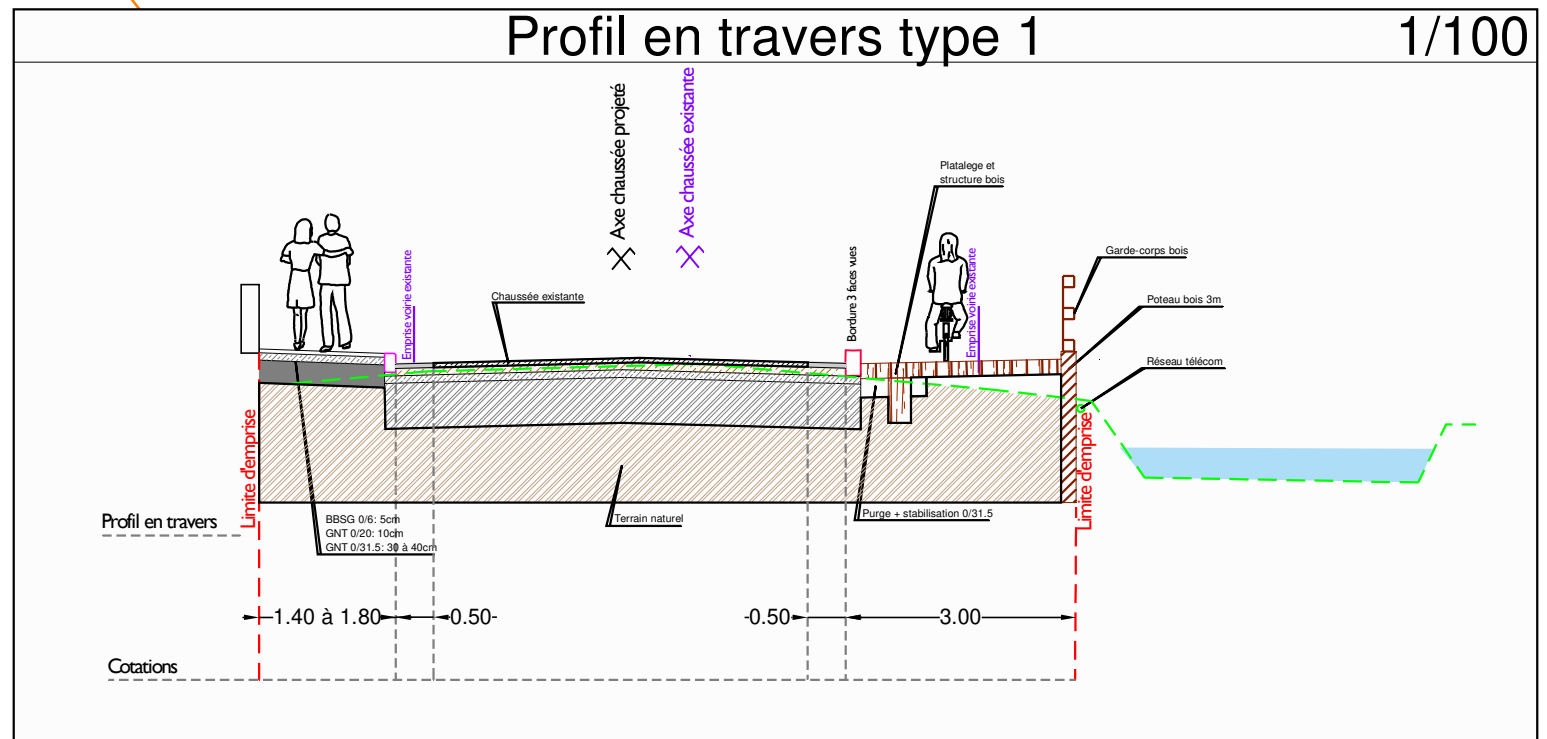 Profil en travers type 1
1/100
Axe chaussée projeté
Axe chaussée existante
Platalege et
structure bois
Emprise voirie existante
Bordure 3 faces vues
Emprise voirie existante
Garde-corps bois
Chaussée existante
Poteau bois 3m
Réseau télécom
Limite d'emprise
Limite d'emprise
Profil en travers
BBSG 0/6: 5cm
GNT 0/20: 10cm
GNT 0/31.5: 30 à 40cm
Terrain naturel
Purge + stabilisation 0/31.5
1.40 à 1.80
0.50-
-0.50
3.00
Cotations